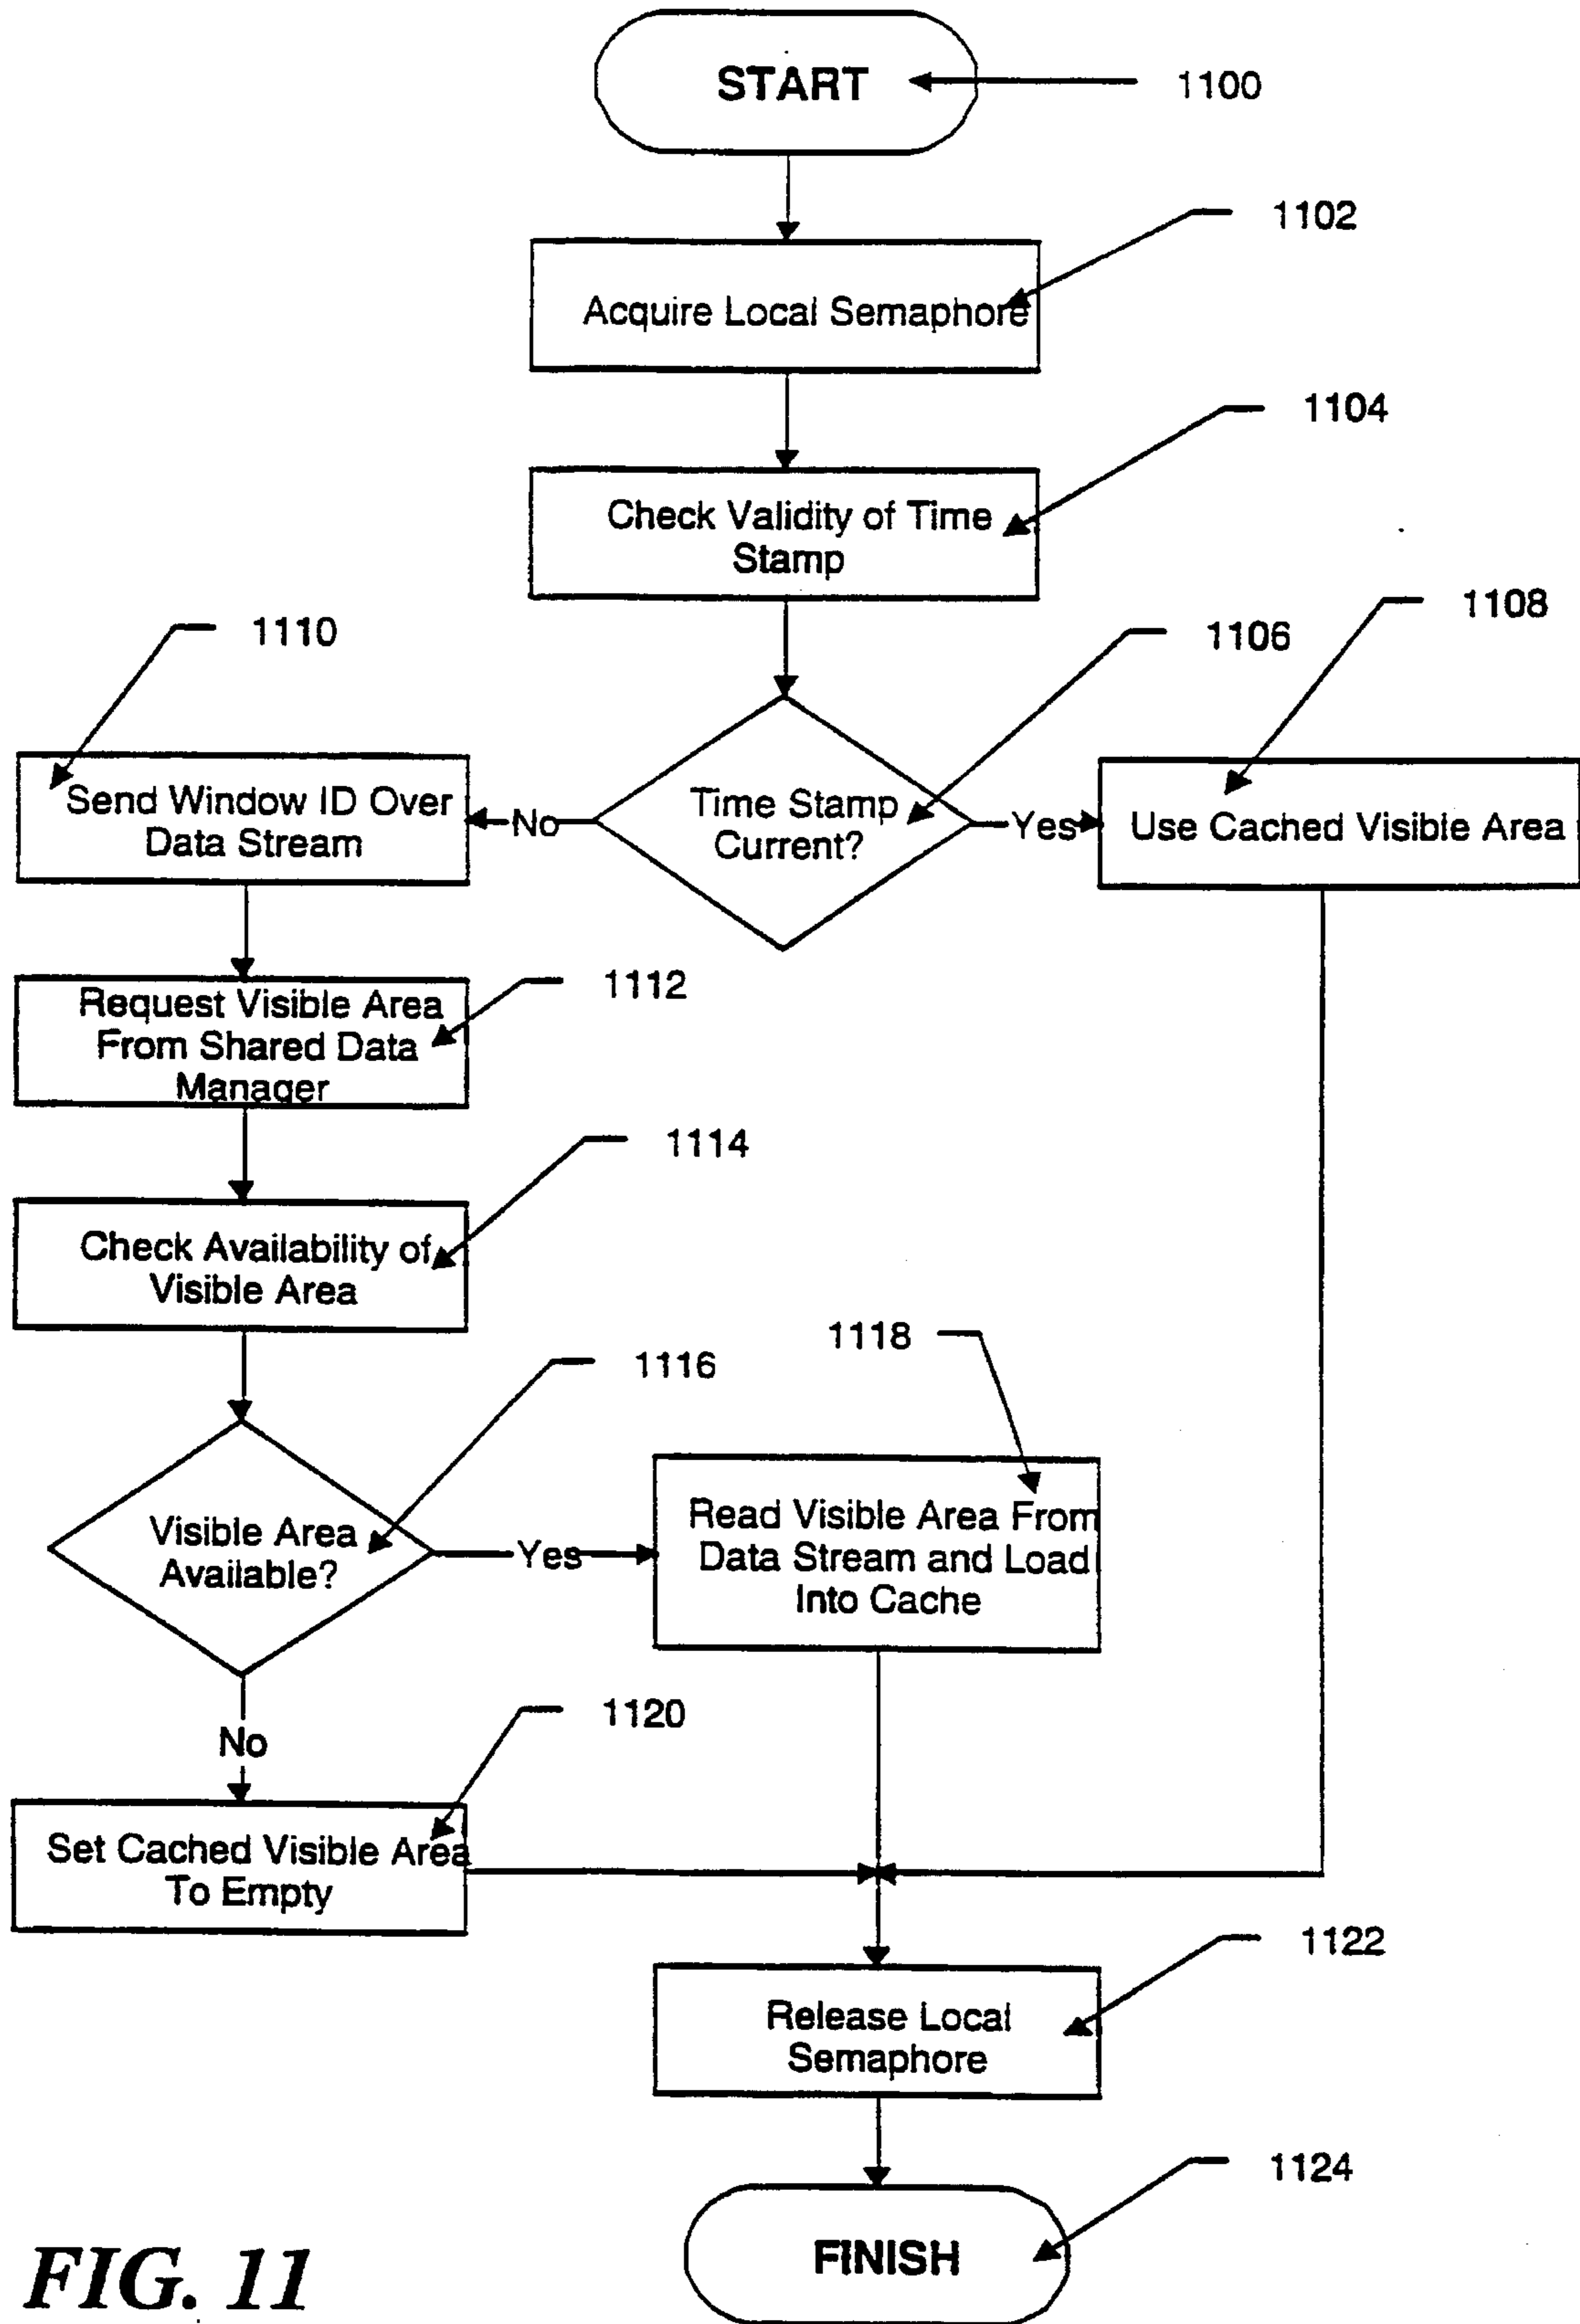 START
1100
1102
Acquire Local Semaphore
1104
Check Validity of Time
Stamp
1108
1110
1106
Send Window ID Over
Data Stream
No
Time Stamp
Current?
Yes
Use Cached Visible Area
1112
Request Visible Area
From Shared Data
Manager
1114
Check Availability of
Visible Area
1118
1116
Visible Area
Available?
Yes
Read Visible Area From
Data Stream and Load
Into Cache
1120
No
Set Cached Visible Area
To Empty
1122
Release Local
Semaphore
1124
FINISH
FIG. 11